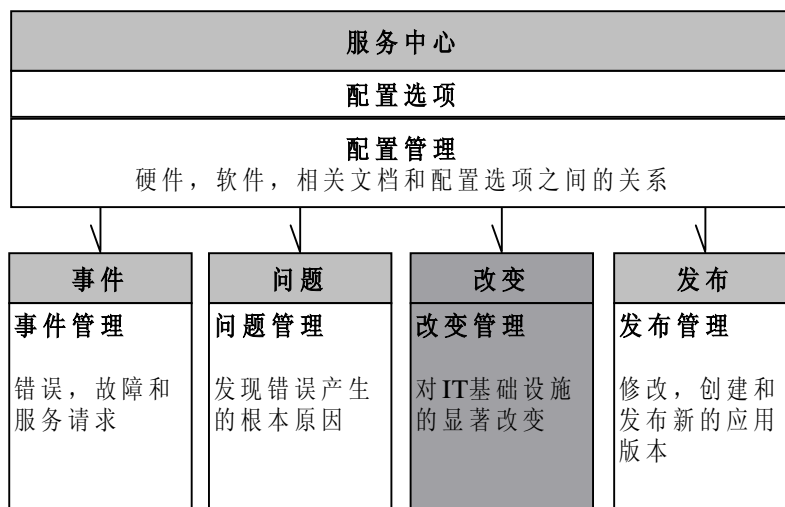 服务中心
配置选项
配置管理
硬件，软件，相关文档和配置选项之间的关系
事件
事件管理
错误，故障和
服务请求
问题
问题管理
发现错误产生
的根本原因
改变
改变管理
对IT基础设施
的显著改变
发布
发布管理
修改，创建和
发布新的应用
版本